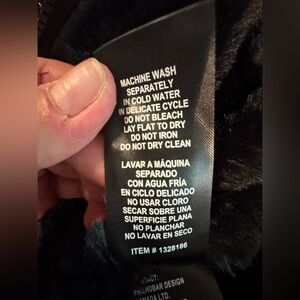 MACHINE WASH
SEPARATELY
IN COLD WATER
IN DELICATE CYCLE
DO NOT BLEACH
LAY FLAT TO DRY
DO NOT IRON
DO NOT DRY CLEAN
LAVAR A MÁQUINA
SEPARADO
CON AGUA FRÍA
EN CICLO DELICADO
NO USAR CLORO
SECAR SOBRE UNA
SUPERFICIE PLANA
NO PLANCHAR
NO LAVAR EN SECO
ITEM # 1328186
DESIGN
LTD.